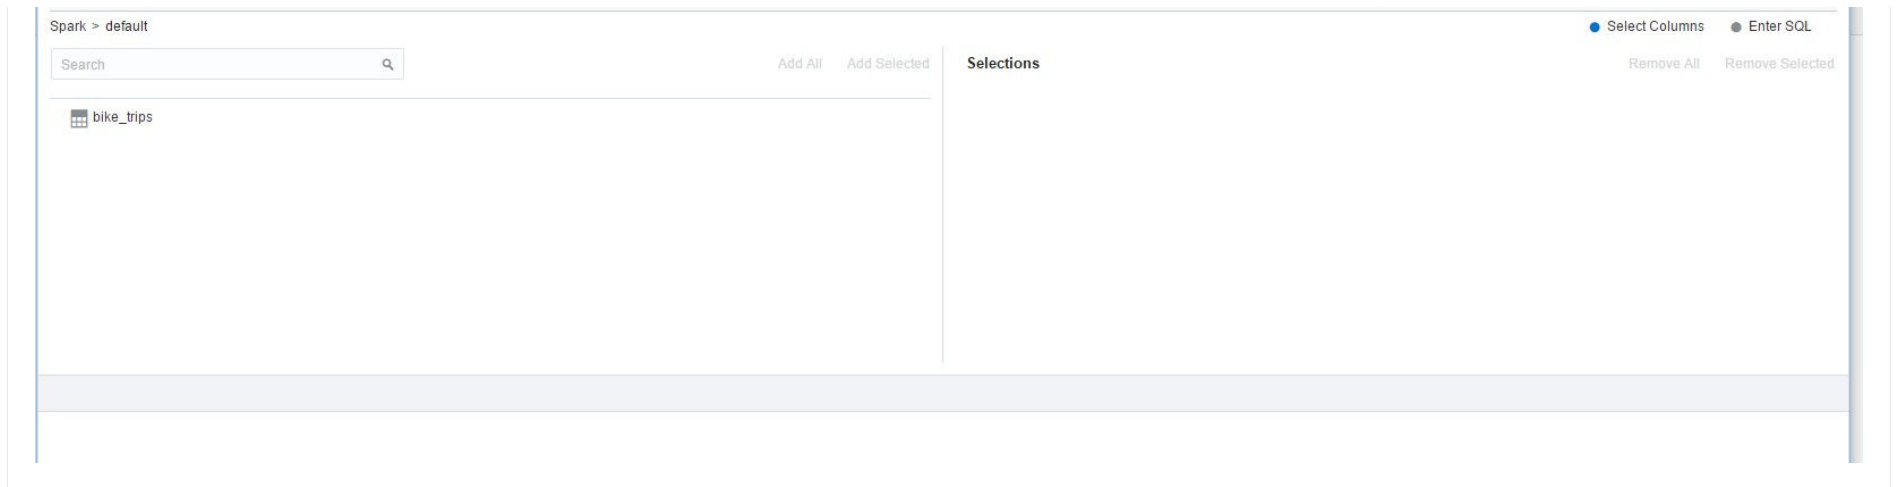 Spark > default
Select Columns
Enter SQL
Search
Add All
Add Selected
Selections
Remove All
Remove Selected
bike_trips